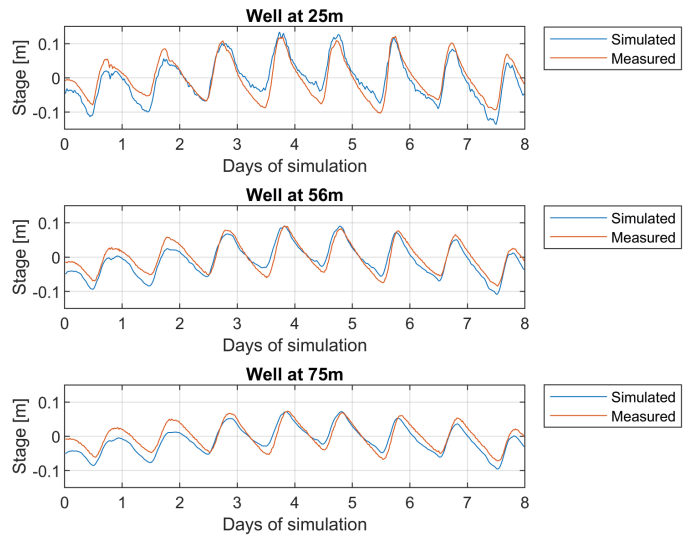 Well at 25m
Stage [m]
0.1
0
-0.1
0 1 2 3 4 5 6 7 8
Days of simulation
Simulated
Measured
Well at 56m
Stage [m]
0.1
0
-0.1
0 1 2 3 4 5 6 7 8
Days of simulation
Simulated
Measured
Well at 75m
Stage [m]
0.1
0
-0.1
0 1 2 3 4 5 6 7 8
Days of simulation
Simulated
Measured